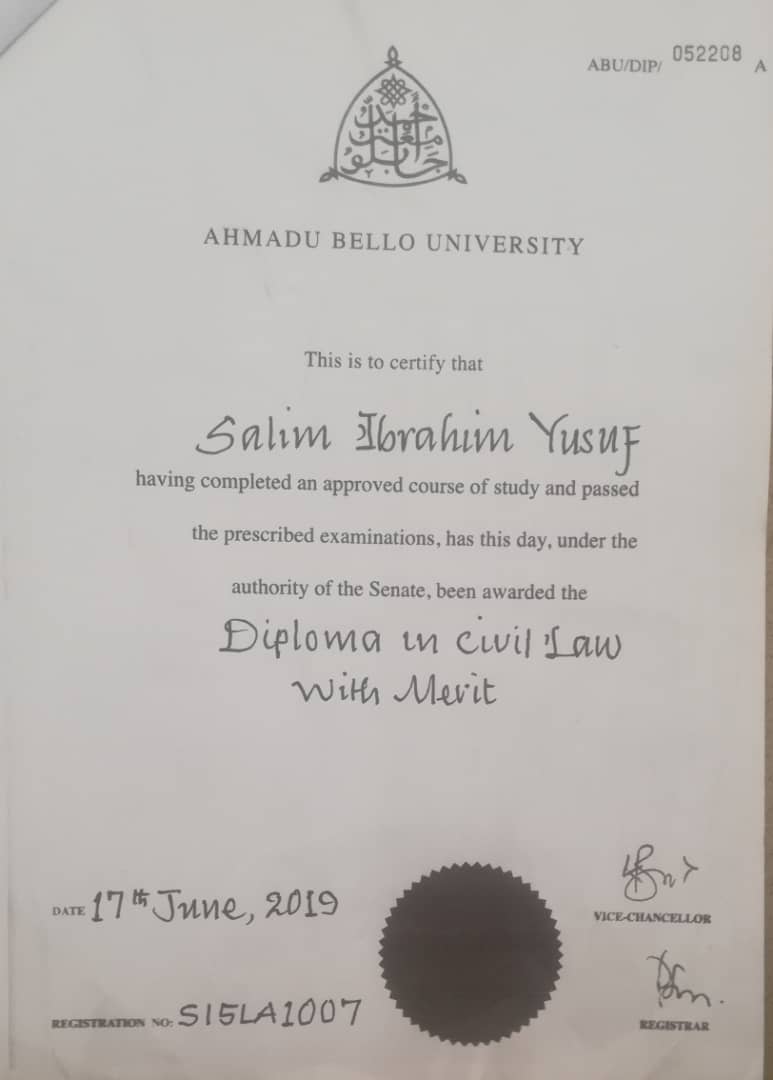 ABU/DIP/ 052208 A
AHMADU BELLO UNIVERSITY
This is to certify that
Salim Ibrahim Yusuf
having completed an approved course of study and passed
the prescribed examinations, has this day, under the
authority of the Senate, been awarded the
Diploma in Civil Law
With Merit
DATE 17th June, 2019
VICE-CHANCELLOR
REGISTRATION NO: S15LA1007
REGISTRAR